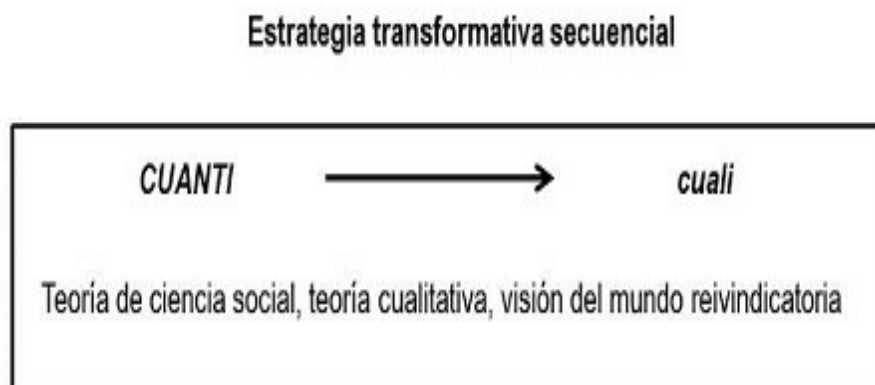 Estrategia transformativa secuencial
CUANTI cuali
Teoría de ciencia social, teoría cualitativa, visión del mundo reivindicatoria